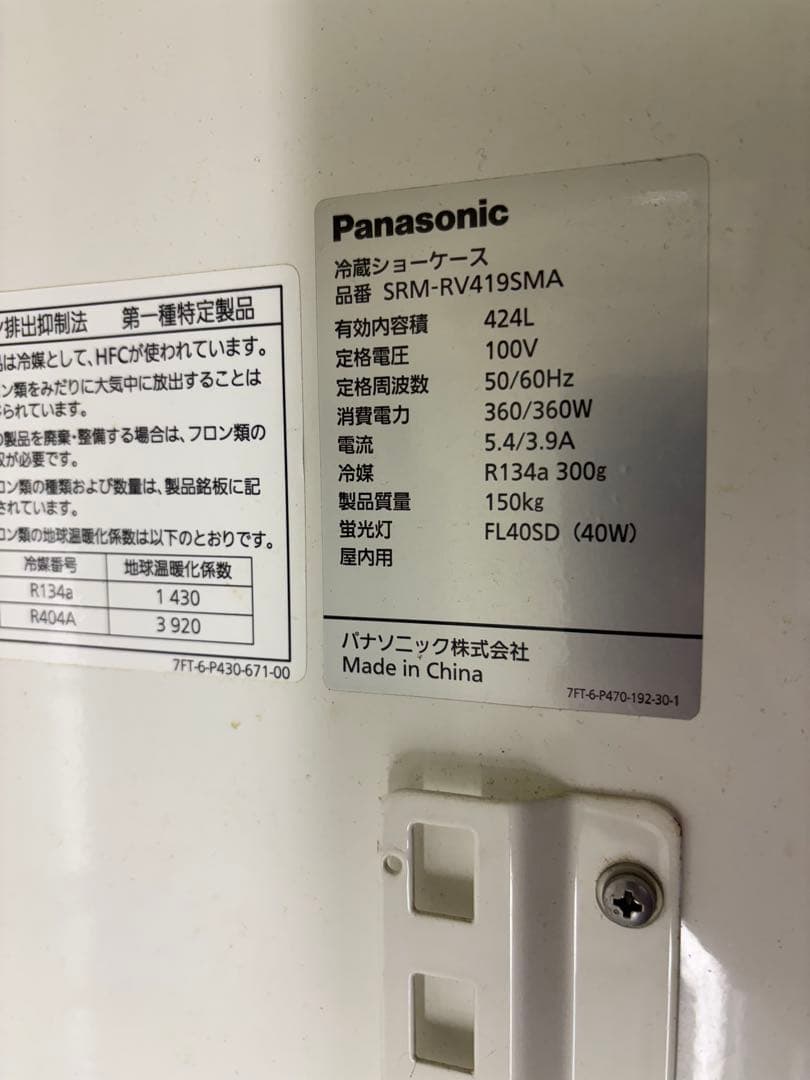 排出抑制法 第一種特定製品
は冷媒として、HFCが使われています。
ン類をみだりに大気中に放出することは
られています。
の製品を廃棄・整備する場合は、フロン類の
が必要です。
ロン類の種類および数量は、製品銘板に記
されています。
ロン類の地球温暖化係数は以下のとおりです。
冷媒番号 地球温暖化係数
R134a 1 430
R404A 3 920
7FT-6-P430-671-00
Panasonic
冷蔵ショーケース
品番 SRM-RV419SMA
有効内容積 424L
定格電圧 100V
定格周波数 50/60Hz
消費電力 360/360W
電流 5.4/3.9A
冷媒 R134a 300g
製品質量 150kg
蛍光灯 FL40SD（40W）
屋内用
パナソニック株式会社
Made in China
7FT-6-P470-192-30-1